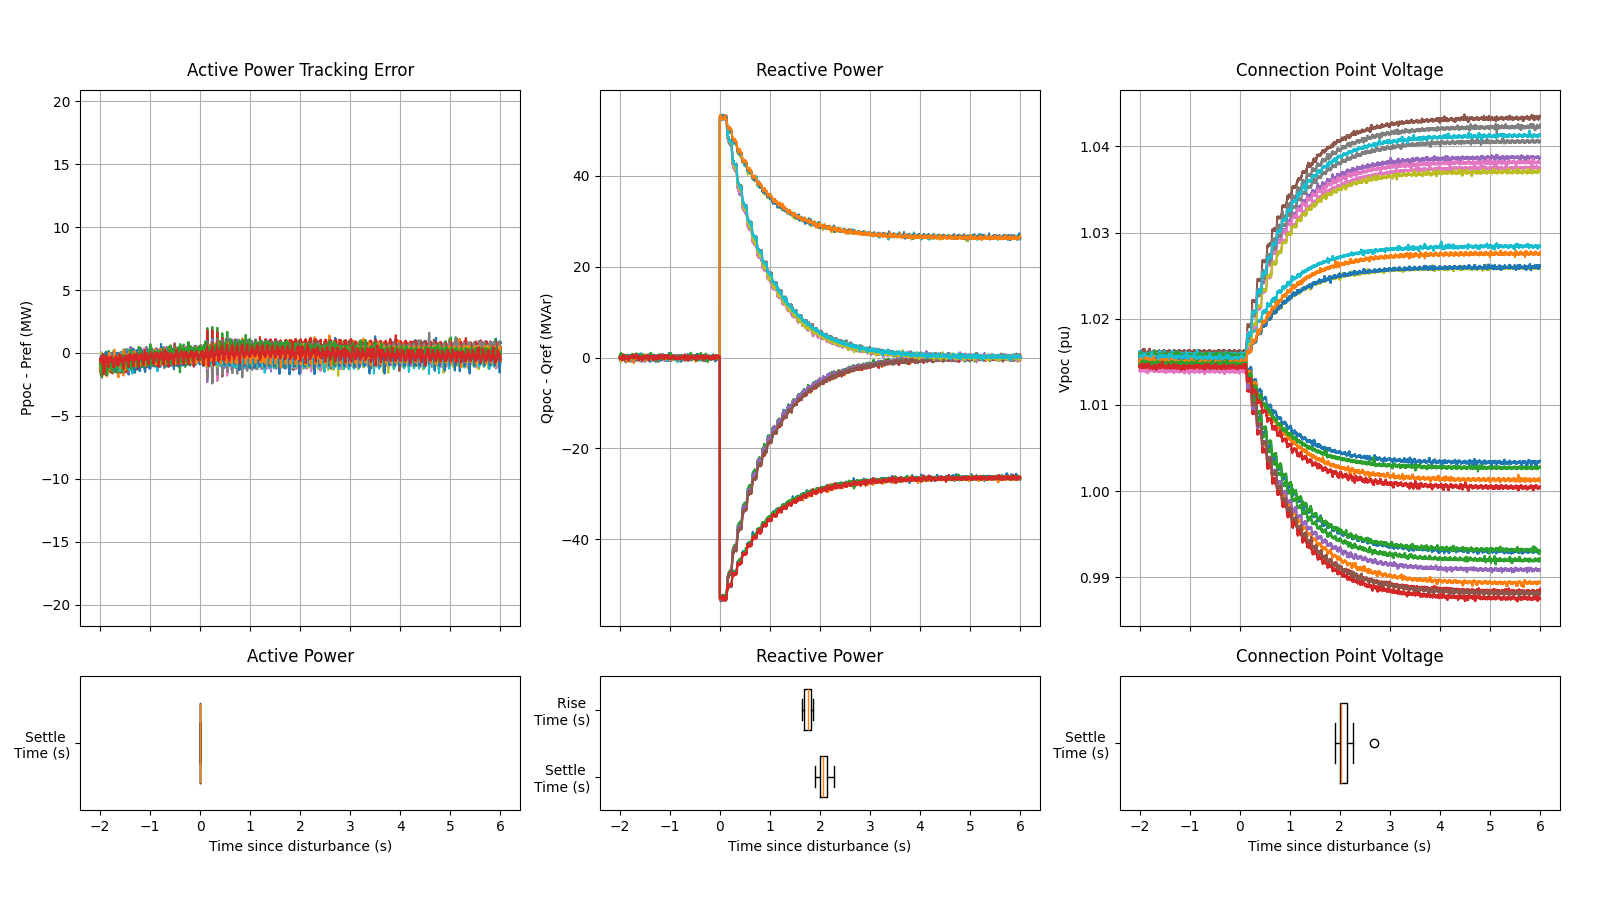 Active Power Tracking Error
Reactive Power
Connection Point Voltage
20
15
10
5
0
−5
−10
−15
−20
Ppoc - Pref (MW)
40
20
0
−20
−40
Qpoc - Qref (MVAr)
1.04
1.03
1.02
1.01
1.00
0.99
Vpoc (pu)
Active Power
Reactive Power
Connection Point Voltage
Settle
Time (s)
Rise
Time (s)
Settle
Time (s)
Settle
Time (s)
−2 −1 0 1 2 3 4 5 6
−2 −1 0 1 2 3 4 5 6
−2 −1 0 1 2 3 4 5 6
Time since disturbance (s)
Time since disturbance (s)
Time since disturbance (s)